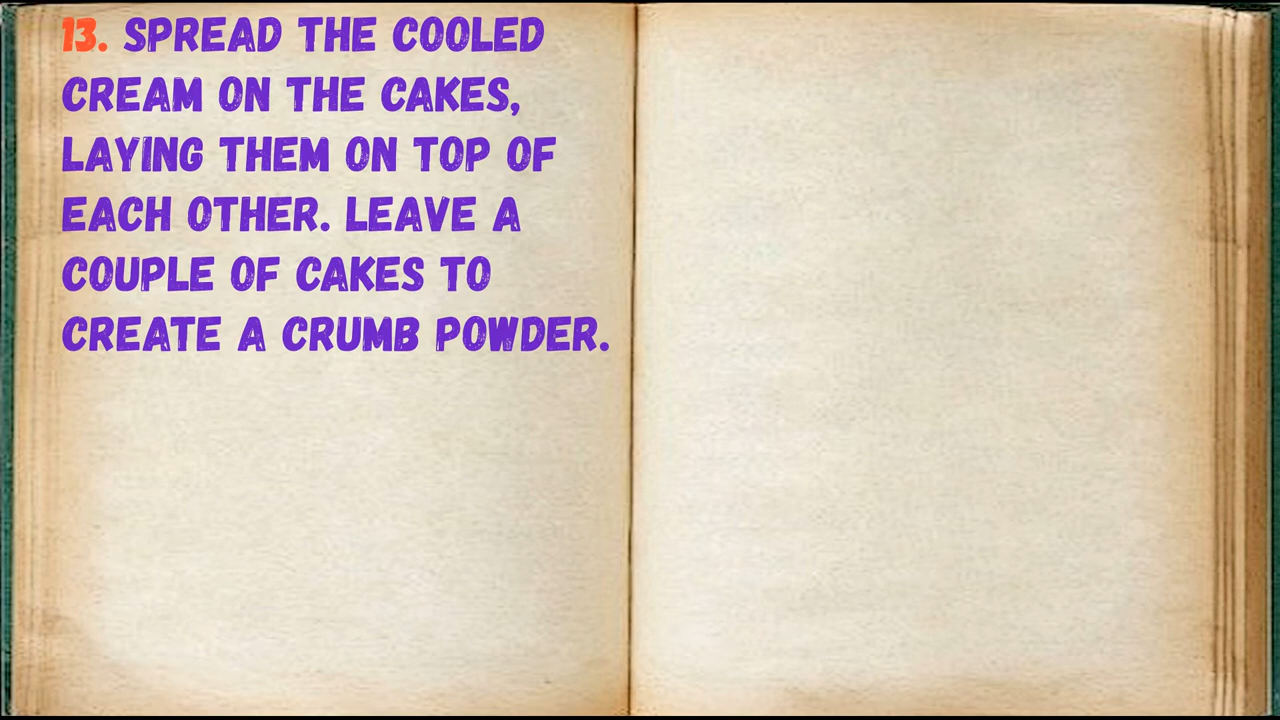 13. SPREAD THE COOLED
CREAM ON THE CAKES,
LAYING THEM ON TOP OF
EACH OTHER. LEAVE A
COUPLE OF CAKES TO
CREATE A CRUMB POWDER.